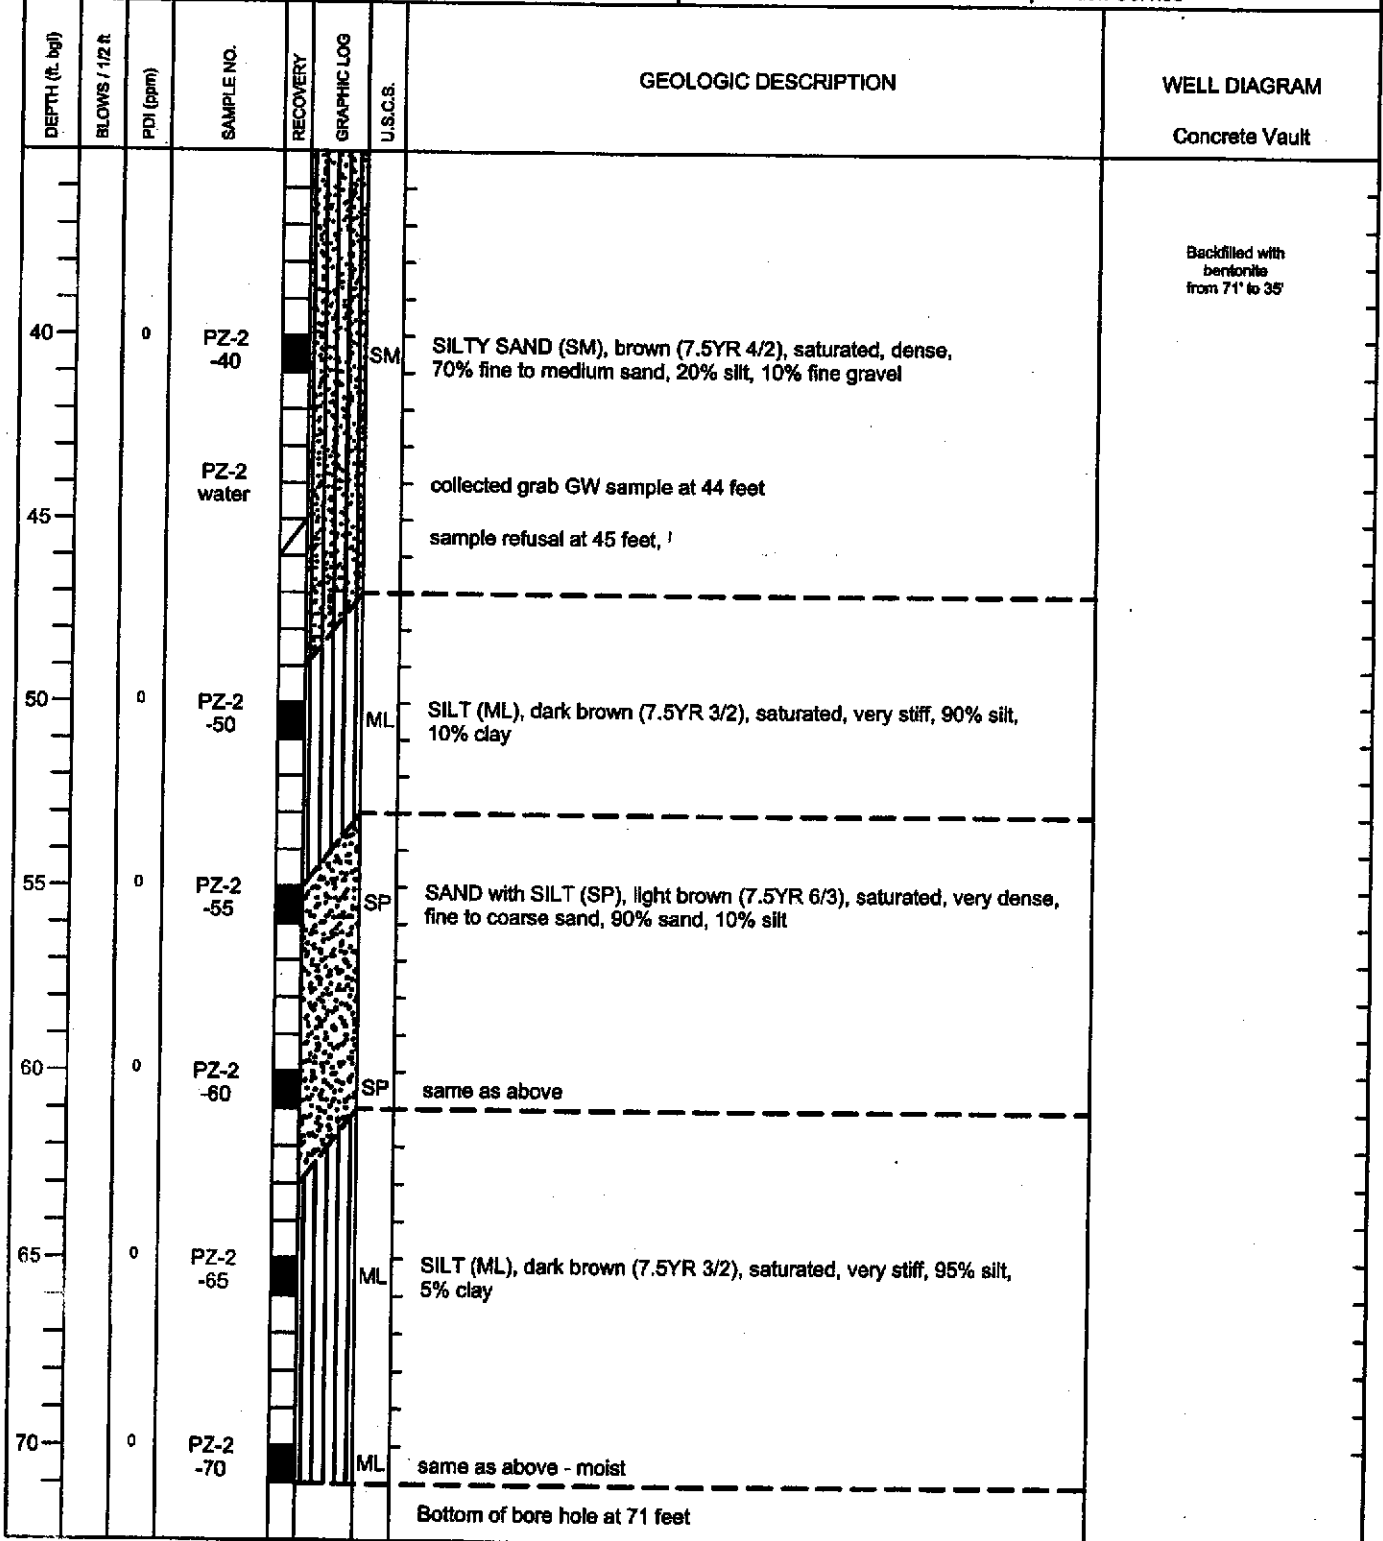 DEPTH (ft. bgl)
BLOWS / 1/2 ft
PDI (ppm)
SAMPLE NO.
RECOVERY
GRAPHIC LOG
U.S.C.S.
GEOLOGIC DESCRIPTION
WELL DIAGRAM
Concrete Vault
Backfilled with
bentonite
from 71' to 35'
40
0
PZ-2
-40
SM
SILTY SAND (SM), brown (7.5YR 4/2), saturated, dense,
70% fine to medium sand, 20% silt, 10% fine gravel
PZ-2
water
collected grab GW sample at 44 feet
45
sample refusal at 45 feet,
50
0
PZ-2
-50
ML
SILT (ML), dark brown (7.5YR 3/2), saturated, very stiff, 90% silt,
10% clay
55
0
PZ-2
-55
SP
SAND with SILT (SP), light brown (7.5YR 6/3), saturated, very dense,
fine to coarse sand, 90% sand, 10% silt
60
0
PZ-2
-60
SP
same as above
65
0
PZ-2
-65
ML
SILT (ML), dark brown (7.5YR 3/2), saturated, very stiff, 95% silt,
5% clay
70
0
PZ-2
-70
ML
same as above - moist
Bottom of bore hole at 71 feet